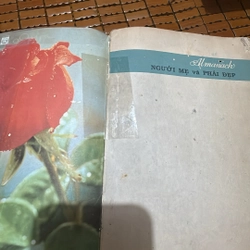 Almanach
NGƯỜI MẸ VÀ PHÁI ĐẸP